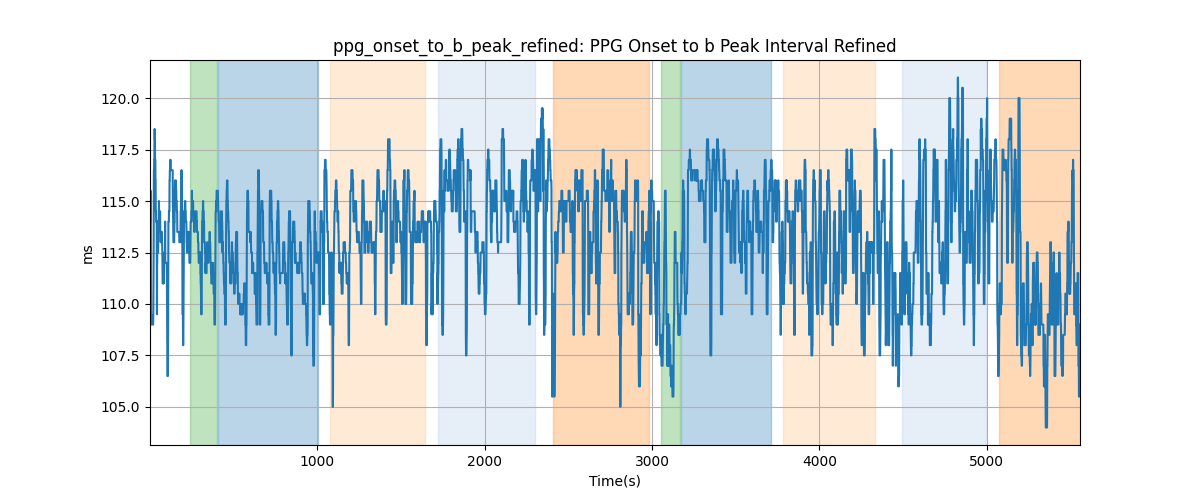 ppg_onset_to_b_peak_refined: PPG Onset to b Peak Interval Refined
120.0
117.5
115.0
112.5
110.0
107.5
105.0
ms
1000 2000 3000 4000 5000
Time(s)